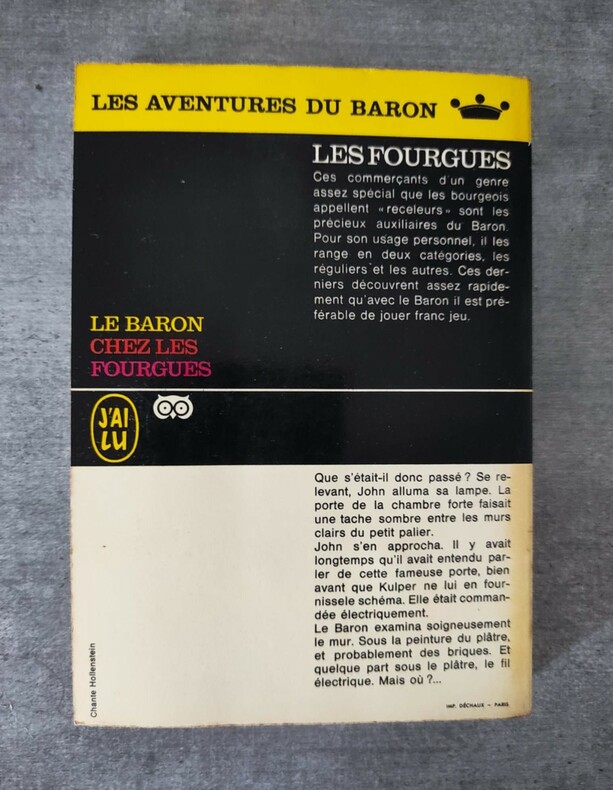 LES AVENTURES DU BARON
LES FOURGUES
Ces commerçants d'un genre
assez spécial que les bourgeois
appellent «receleurs» sont les
précieux auxiliaires du Baron.
Pour son usage personnel, il les
range en deux catégories, les
réguliers et les autres. Ces der-
niers découvrent assez rapide-
ment qu'avec le Baron il est pré-
férable de jouer franc jeu.
LE BARON
CHEZ LES
FOURGUES
J'AI
LU
Que s'était-il donc passé ? Se re-
levant, John alluma sa lampe. La
porte de la chambre forte faisait
une tache sombre entre les murs
clairs du petit palier.
John s'en approcha. Il y avait
longtemps qu'il avait entendu par-
ler de cette fameuse porte, bien
avant que Kulper ne lui en four-
nissele schéma. Elle était comman-
dée électriquement.
Le Baron examina soigneusement
le mur. Sous la peinture du plâtre,
et probablement des briques. Et
quelque part sous le plâtre, le fil
électrique. Mais où ?...
Chante Hollenstein
IMP. DÉCHAUX - PARIS